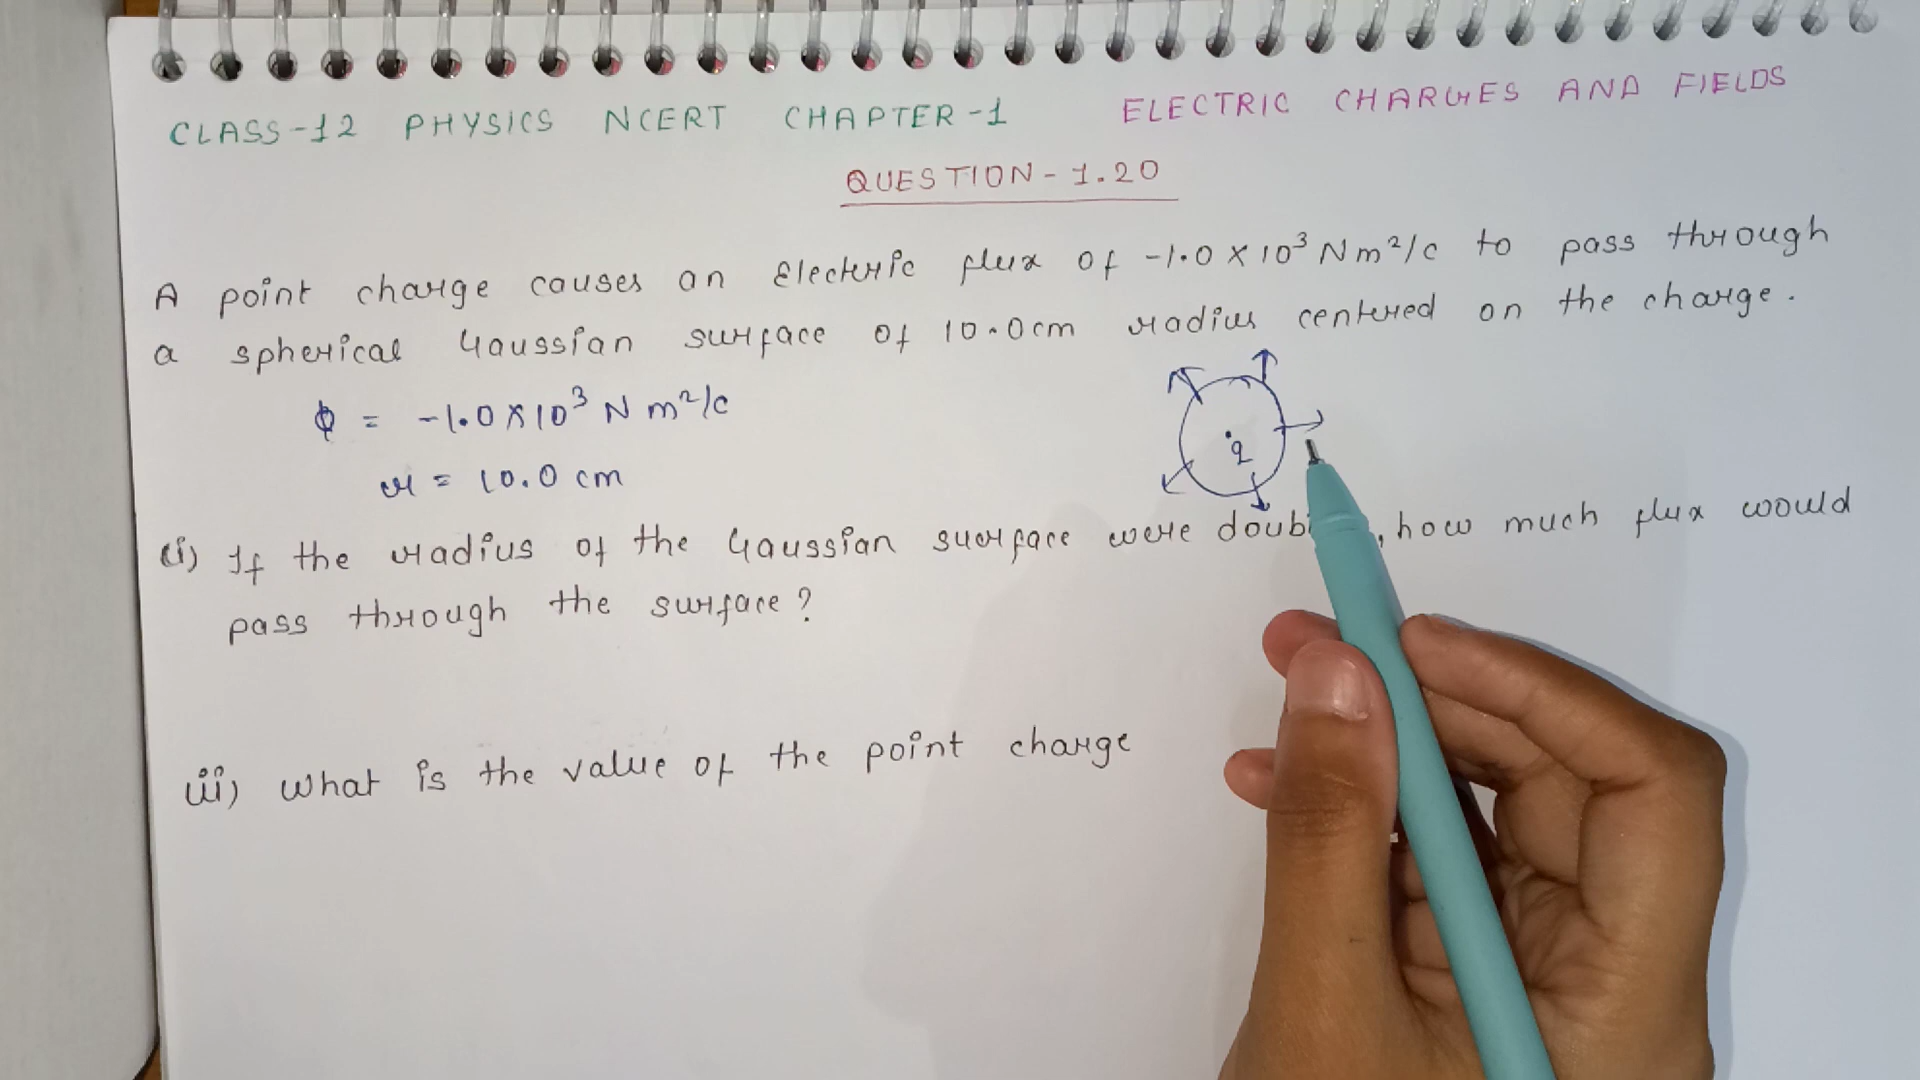 CLASS-12 PHYSICS NCERT CHAPTER-1 ELECTRIC CHARGES AND FIELDS
QUESTION-1.20
A point charge causes an Electric flux of -1.0 × 10³ Nm²/c to pass through
a spherical Gaussian surface of 10.0cm radius centered on the charge.
ϕ = -1.0×10³ N m²/c
r = 10.0 cm
q
(i) If the radius of the Gaussian surface were , how much flux would
pass through the surface?
ii) What is the value of the point charge